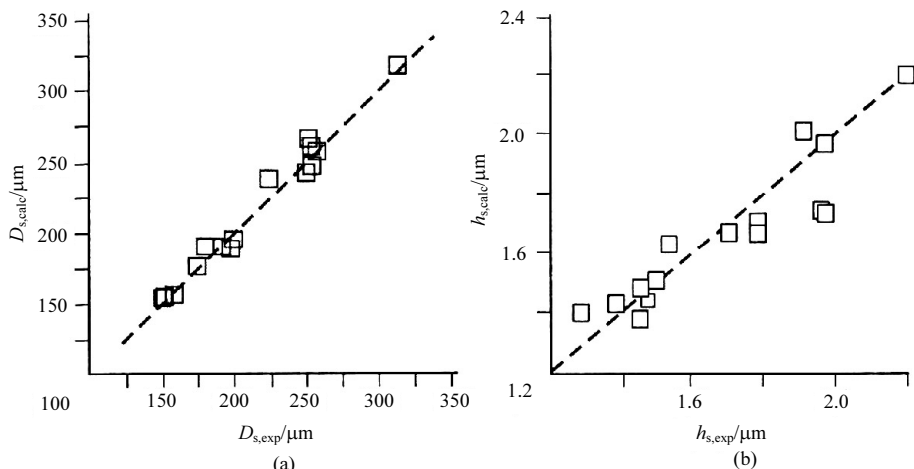 350
300
250
200
150
100
150
200
250
300
350
D_s,calc/μm
D_s,exp/μm
(a)
2.4
2.0
1.6
1.2
1.6
2.0
h_s,calc/μm
h_s,exp/μm
(b)